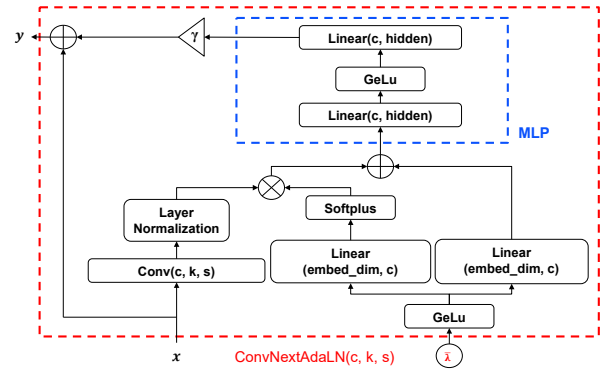 y
γ
Linear(c, hidden)
GeLu
Linear(c, hidden)
MLP
Layer
Normalization
Softplus
Conv(c, k, s)
Linear
(embed_dim, c)
Linear
(embed_dim, c)
GeLu
x
ConvNextAdaLN(c, k, s)
λ̅